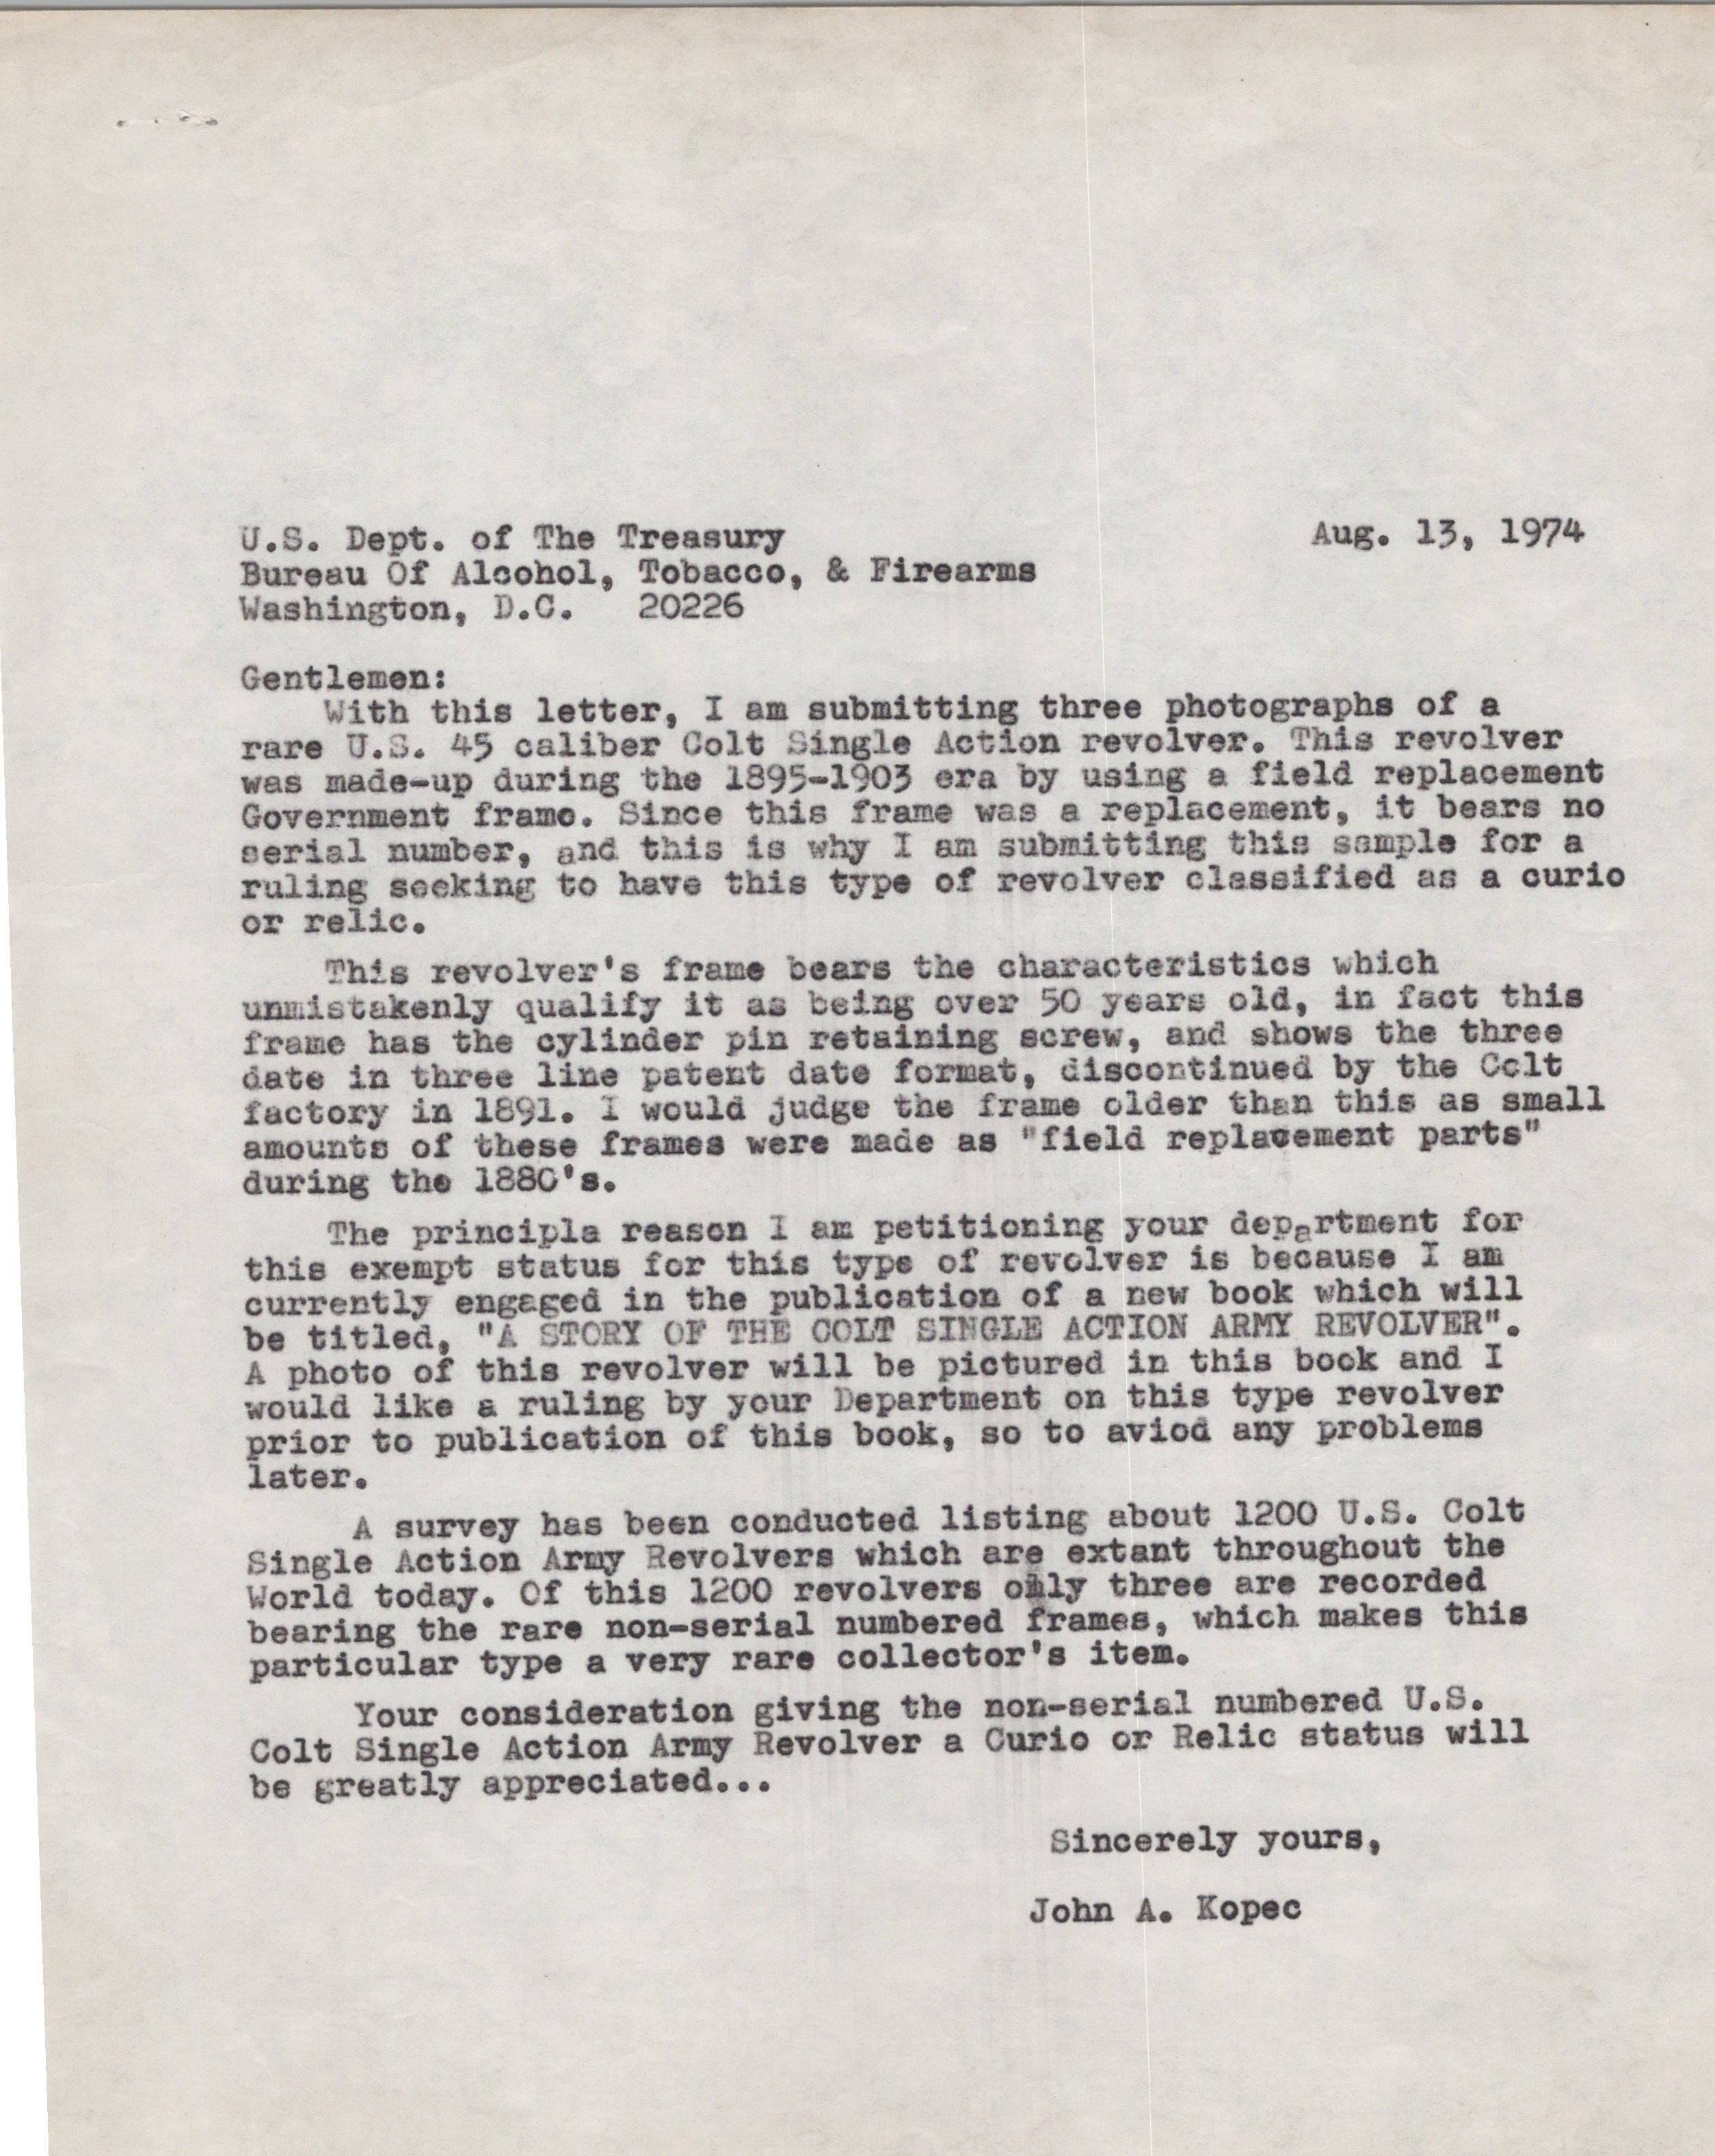 U.S. Dept. of The Treasury Aug. 13, 1974
Bureau Of Alcohol, Tobacco, & Firearms
Washington, D.C. 20226
Gentlemen:
With this letter, I am submitting three photographs of a
rare U.S. 45 caliber Colt Single Action revolver. This revolver
was made-up during the 1895-1903 era by using a field replacement
Government frame. Since this frame was a replacement, it bears no
serial number, and this is why I am submitting this sample for a
ruling seeking to have this type of revolver classified as a curio
or relic.
This revolver's frame bears the characteristics which
unmistakenly qualify it as being over 50 years old, in fact this
frame has the cylinder pin retaining screw, and shows the three
date in three line patent date format, discontinued by the Colt
factory in 1891. I would judge the frame older than this as small
amounts of these frames were made as "field replacement parts"
during the 1880's.
The principla reason I am petitioning your department for
this exempt status for this type of revolver is because I am
currently engaged in the publication of a new book which will
be titled, "A STORY OF THE COLT SINGLE ACTION ARMY REVOLVER".
A photo of this revolver will be pictured in this book and I
would like a ruling by your Department on this type revolver
prior to publication of this book, so to aviod any problems
later.
A survey has been conducted listing about 1200 U.S. Colt
Single Action Army Revolvers which are extant throughout the
World today. Of this 1200 revolvers only three are recorded
bearing the rare non-serial numbered frames, which makes this
particular type a very rare collector's item.
Your consideration giving the non-serial numbered U.S.
Colt Single Action Army Revolver a Curio or Relic status will
be greatly appreciated...
Sincerely yours,
John A. Kopec